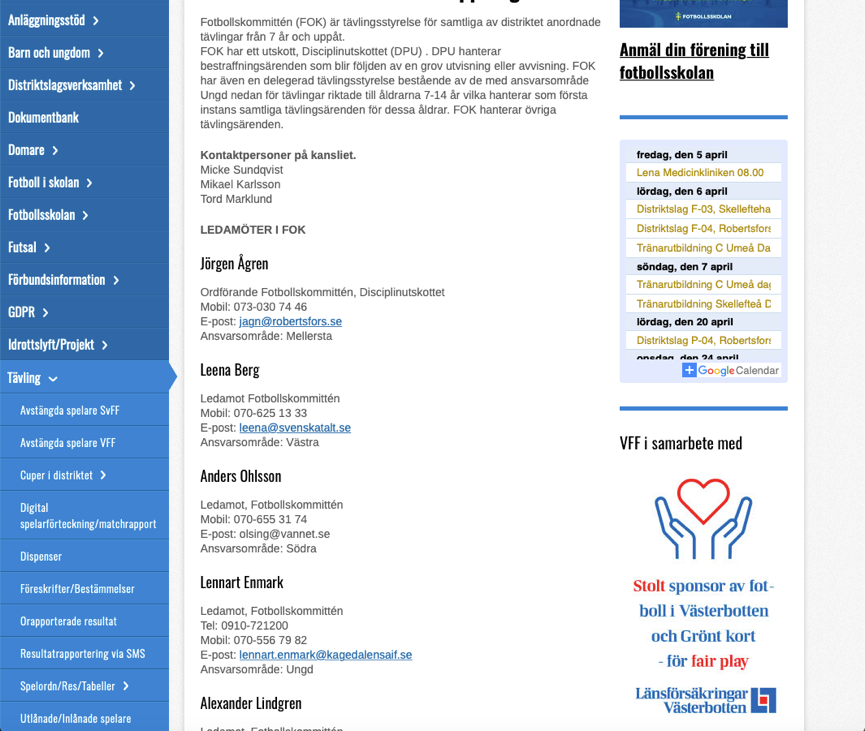 Anläggningsstöd
Barn och ungdom
Distriktslagsverksamhet
Dokumentbank
Domare
Fotboll i skolan
Fotbollsskolan
Futsal
Förbundsinformation
GDPR
Idrottslyft/Projekt
Tävling
Avstängda spelare SvFF
Avstängda spelare VFF
Cuper i distriktet
Digital
spelarförteckning/matchrapport
Dispenser
Föreskrifter/Bestämmelser
Orapporterade resultat
Resultatrapportering via SMS
Spelordn/Res/Tabeller
Utlånade/Inlånade spelare
Fotbollskommittén (FOK) är tävlingsstyrelse för samtliga av distriktet anordnade
tävlingar från 7 år och uppåt.
FOK har ett utskott, Disciplinutskottet (DPU) . DPU hanterar
bestraffningsärenden som blir följden av en grov utvisning eller avvisning. FOK
har även en delegerad tävlingsstyrelse bestående av de med ansvarsområde
Ungd nedan för tävlingar riktade till åldrarna 7-14 år vilka hanterar som första
instans samtliga tävlingsärenden för dessa åldrar. FOK hanterar övriga
tävlingsärenden.
Kontaktpersoner på kansliet.
Micke Sundqvist
Mikael Karlsson
Tord Marklund
LEDAMÖTER I FOK
Jörgen Ågren
Ordförande Fotbollskommittén, Disciplinutskottet
Mobil: 073-030 74 46
E-post: jagn@robertsfors.se
Ansvarsområde: Mellersta
Leena Berg
Ledamot Fotbollskommittén
Mobil: 070-625 13 33
E-post: leena@svenskatalt.se
Ansvarsområde: Västra
Anders Ohlsson
Ledamot, Fotbollskommittén
Mobil: 070-655 31 74
E-post: olsing@vannet.se
Ansvarsområde: Södra
Lennart Enmark
Ledamot, Fotbollskommittén
Tel: 0910-721200
Mobil: 070-556 79 82
E-post: lennart.enmark@kagedalensaif.se
Ansvarsområde: Ungd
Alexander Lindgren
FOTBOLLSSKOLAN
Anmäl din förening till
fotbollsskolan
fredag, den 5 april
Lena Medicinkliniken 08.00
lördag, den 6 april
Distriktslag F-03, Skellefteha
Distriktslag F-04, Robertsfors
Tränarutbildning C Umeå Da
söndag, den 7 april
Tränarutbildning C Umeå dag
Tränarutbildning Skellefteå D
lördag, den 20 april
Distriktslag P-04, Robertsfors
onsdag, den 24 april
Google Calendar
VFF i samarbete med
Stolt sponsor av fot-
boll i Västerbotten
och Grönt kort
- för fair play
Länsförsäkringar
Västerbotten